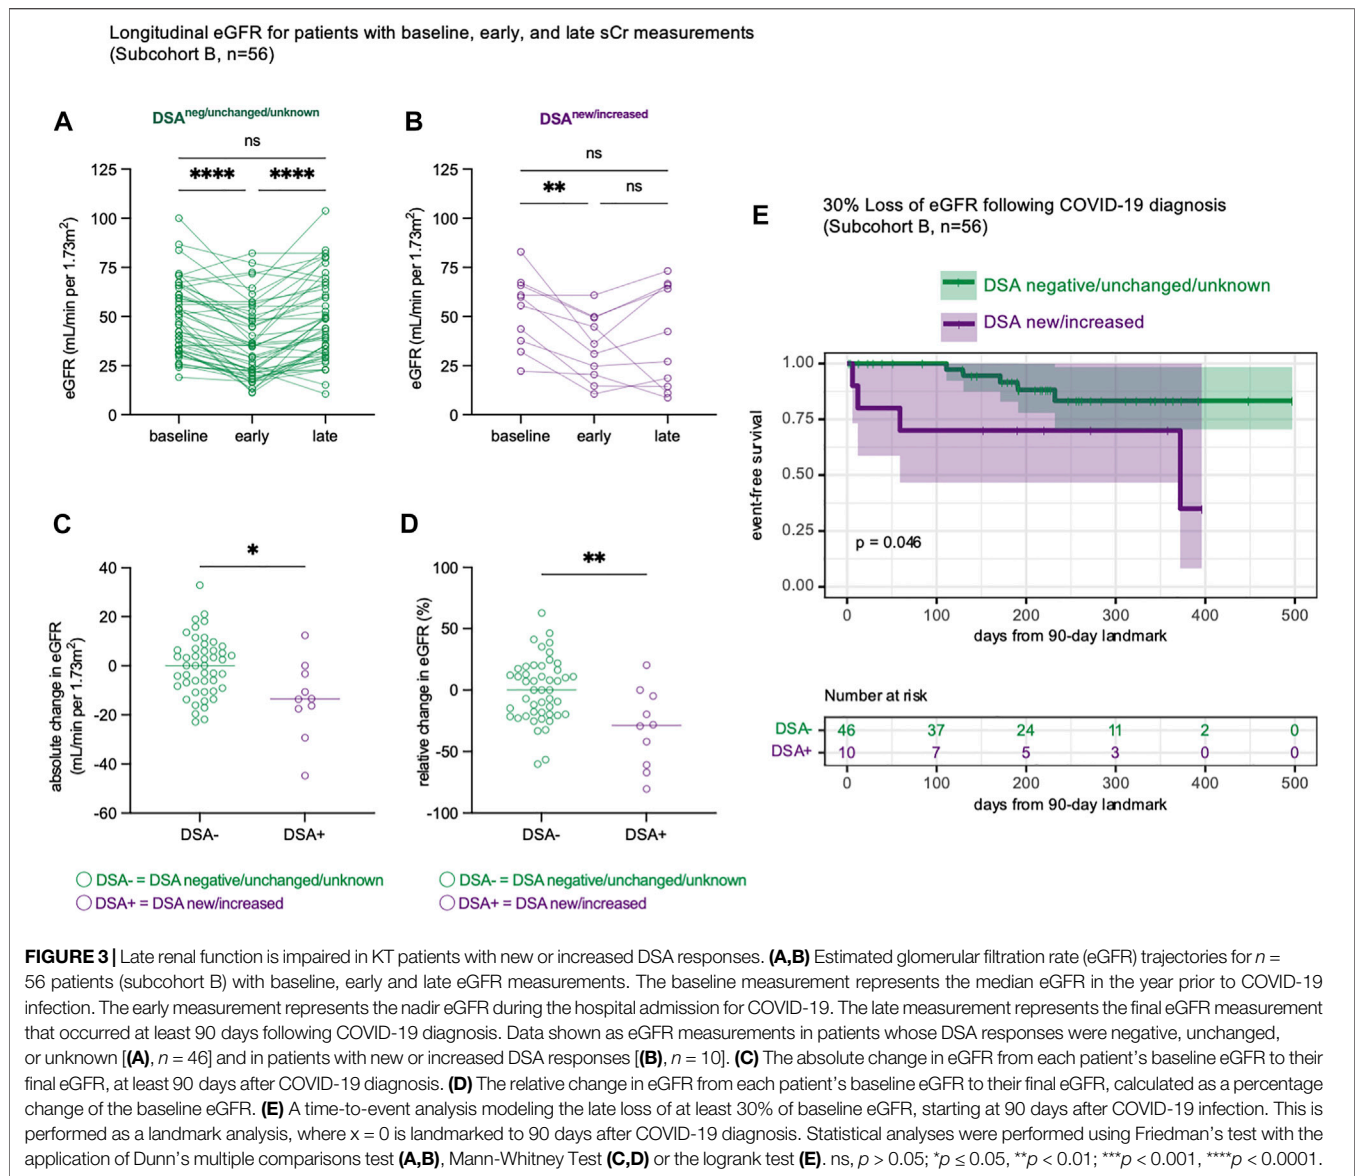 Longitudinal eGFR for patients with baseline, early, and late sCr measurements
(Subcohort B, n=56)
A
DSAneg/unchanged/unknown
ns
**** ****
125
100
75
50
25
0
eGFR (mL/min per 1.73m²)
baseline early late
B
DSAnew/increased
ns
** ns
125
100
75
50
25
0
eGFR (mL/min per 1.73m²)
baseline early late
C
*
40
20
0
-20
-40
-60
absolute change in eGFR
(mL/min per 1.73m²)
DSA- DSA+
DSA- = DSA negative/unchanged/unknown
DSA+ = DSA new/increased
D
**
100
50
0
-50
-100
relative change in eGFR (%)
DSA- DSA+
DSA- = DSA negative/unchanged/unknown
DSA+ = DSA new/increased
E
30% Loss of eGFR following COVID-19 diagnosis
(Subcohort B, n=56)
DSA negative/unchanged/unknown
DSA new/increased
1.00
0.75
0.50
0.25
0.00
event-free survival
p = 0.046
0 100 200 300 400 500
days from 90-day landmark
Number at risk
DSA- 46 37 24 11 2 0
DSA+ 10 7 5 3 0 0
0 100 200 300 400 500
days from 90-day landmark
FIGURE 3 | Late renal function is impaired in KT patients with new or increased DSA responses. (A,B) Estimated glomerular filtration rate (eGFR) trajectories for n =
56 patients (subcohort B) with baseline, early and late eGFR measurements. The baseline measurement represents the median eGFR in the year prior to COVID-19
infection. The early measurement represents the nadir eGFR during the hospital admission for COVID-19. The late measurement represents the final eGFR measurement
that occurred at least 90 days following COVID-19 diagnosis. Data shown as eGFR measurements in patients whose DSA responses were negative, unchanged,
or unknown [(A), n = 46] and in patients with new or increased DSA responses [(B), n = 10]. (C) The absolute change in eGFR from each patient's baseline eGFR to their
final eGFR, at least 90 days after COVID-19 diagnosis. (D) The relative change in eGFR from each patient's baseline eGFR to their final eGFR, calculated as a percentage
change of the baseline eGFR. (E) A time-to-event analysis modeling the late loss of at least 30% of baseline eGFR, starting at 90 days after COVID-19 infection. This is
performed as a landmark analysis, where x = 0 is landmarked to 90 days after COVID-19 diagnosis. Statistical analyses were performed using Friedman's test with the
application of Dunn's multiple comparisons test (A,B), Mann-Whitney Test (C,D) or the logrank test (E). ns, p > 0.05; *p ≤ 0.05, **p < 0.01; ***p < 0.001, ****p < 0.0001.